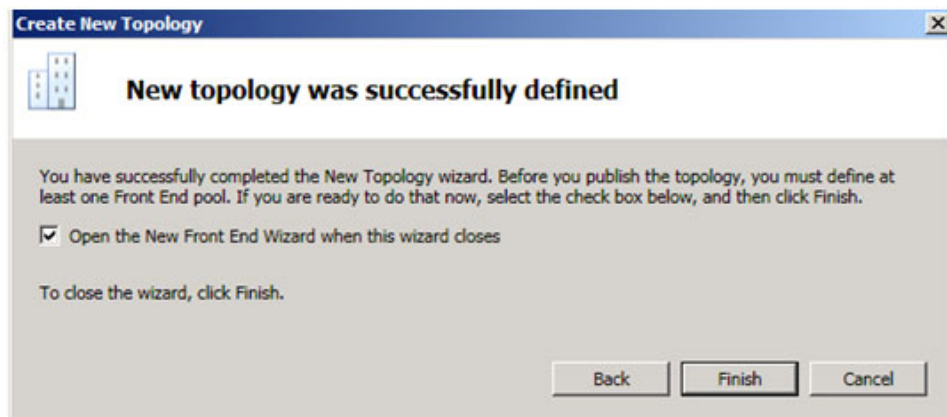 Create New Topology
New topology was successfully defined
You have successfully completed the New Topology wizard. Before you publish the topology, you must define at
least one Front End pool. If you are ready to do that now, select the check box below, and then click Finish.
Open the New Front End Wizard when this wizard closes
To close the wizard, click Finish.
Back Finish Cancel